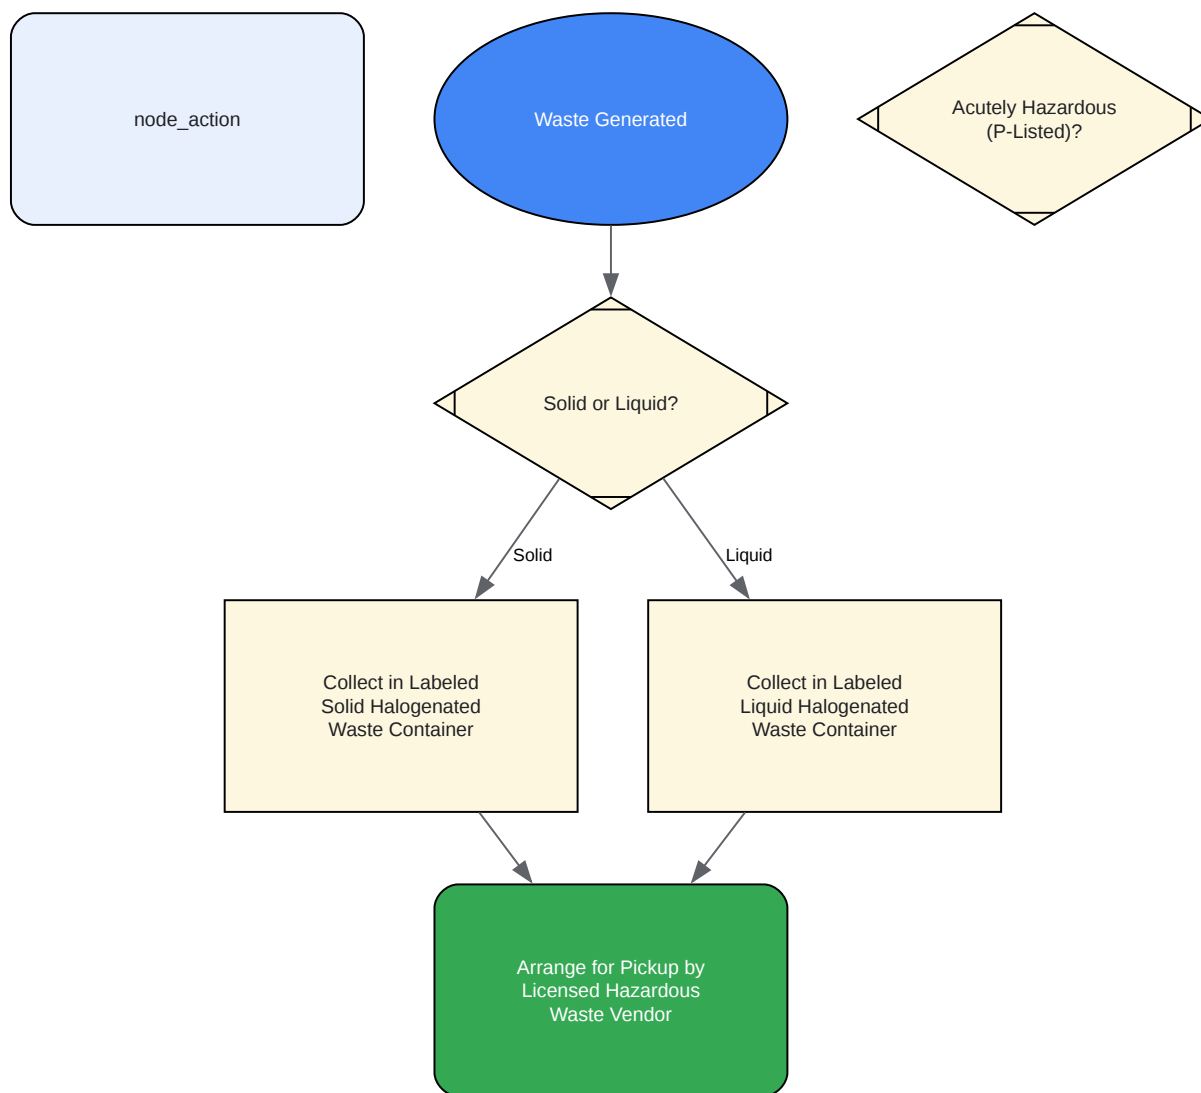 node_action
Waste Generated
Acutely Hazardous
(P-Listed)?
Solid or Liquid?
Solid
Liquid
Collect in Labeled
Solid Halogenated
Waste Container
Collect in Labeled
Liquid Halogenated
Waste Container
Arrange for Pickup by
Licensed Hazardous
Waste Vendor